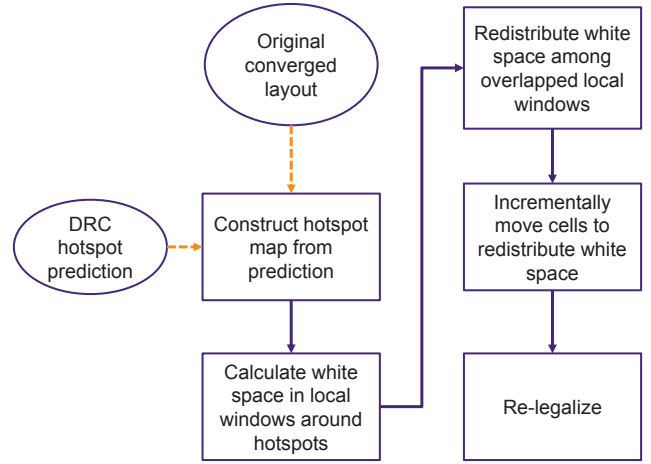 Original
converged
layout
DRC
hotspot
prediction
Construct hotspot
map from
prediction
Calculate white
space in local
windows around
hotspots
Redistribute white
space among
overlapped local
windows
Incrementally
move cells to
redistribute white
space
Re-legalize